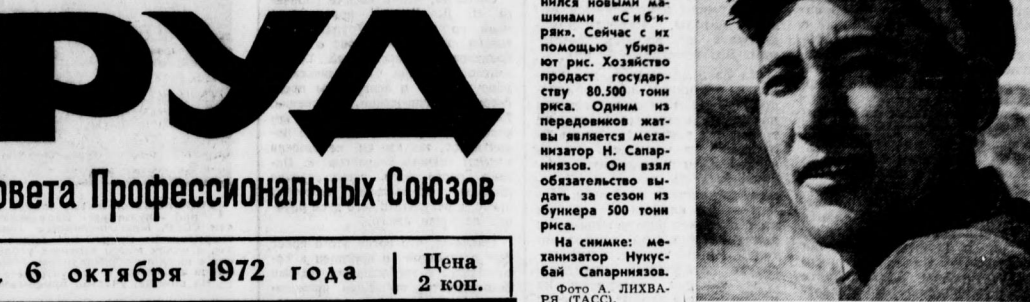 РУД
овета Профессиональных Союзов
. 6 октября 1972 года
Цена
2 коп.
нился новыми ма-
шинами «Сиби-
ряк». Сейчас с их
помощью убира-
ют рис. Хозяйство
продаст государ-
ству 80.500 тонн
риса. Одним из
передовиков жат-
вы является меха-
низатор Н. Сапар-
ниязов. Он взял
обязательство вы-
дать за сезон из
бункера 500 тонн
риса.
На снимке: ме-
ханизатор Нукус-
бай Сапарниязов.
Фото А. ЛИХВА-
РЯ (ТАСС).